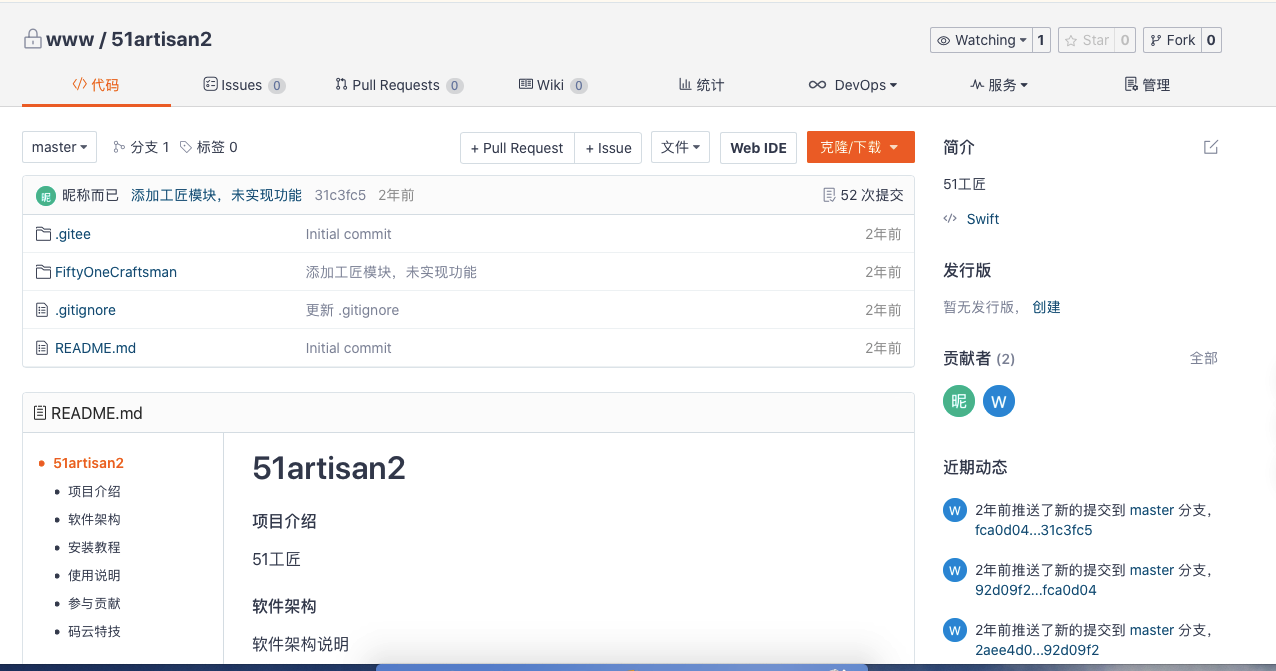 www / 51artisan2
Watching 1 Star 0 Fork 0
代码 Issues 0 Pull Requests 0 Wiki 0 统计 DevOps 服务 管理
master 分支 1 标签 0 + Pull Request + Issue 文件 Web IDE 克隆/下载
昵 昵称而已 添加工匠模块，未实现功能 31c3fc5 2年前 52 次提交
.gitee Initial commit 2年前
FiftyOneCraftsman 添加工匠模块，未实现功能 2年前
.gitignore 更新 .gitignore 2年前
README.md Initial commit 2年前
README.md
51artisan2
项目介绍
软件架构
安装教程
使用说明
参与贡献
码云特技
51artisan2
项目介绍
51工匠
软件架构
软件架构说明
简介
51工匠
Swift
发行版
暂无发行版， 创建
贡献者 (2) 全部
昵 W
近期动态
W 2年前推送了新的提交到 master 分支，
fca0d04...31c3fc5
W 2年前推送了新的提交到 master 分支，
92d09f2...fca0d04
W 2年前推送了新的提交到 master 分支，
2aee4d0...92d09f2